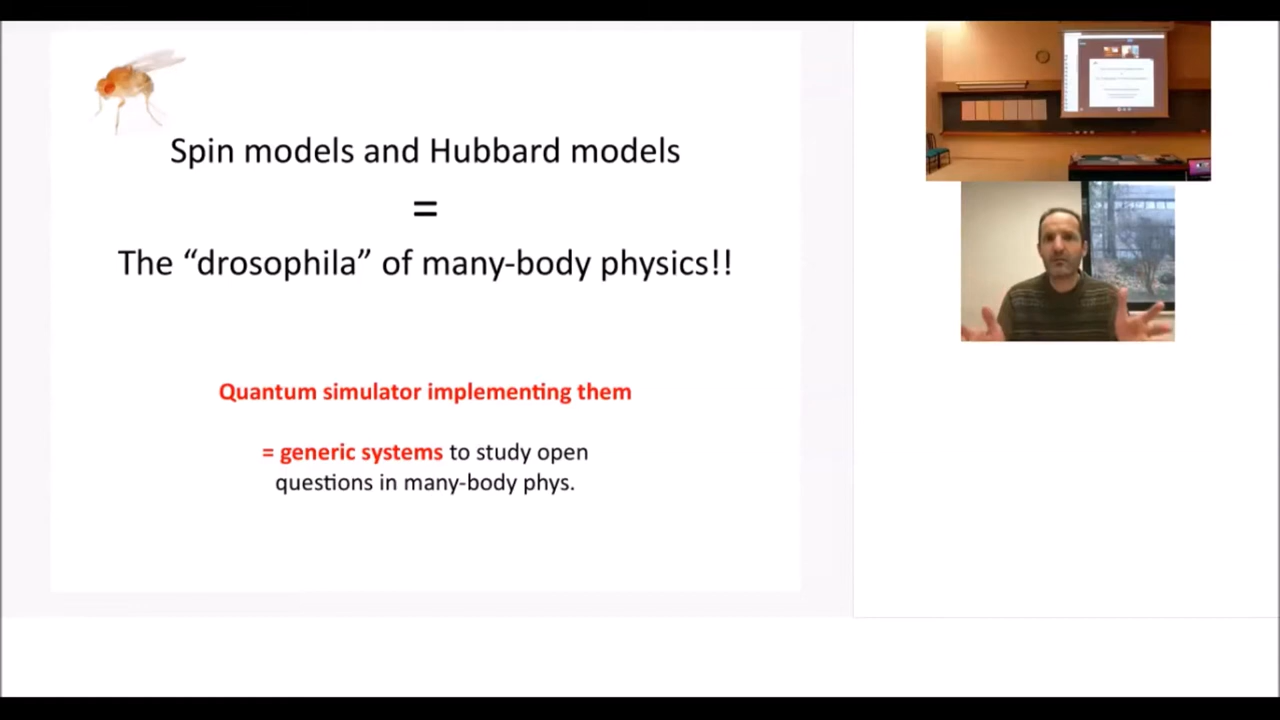 Spin models and Hubbard models
=
The “drosophila” of many-body physics!!
Quantum simulator implementing them
= generic systems to study open
questions in many-body phys.